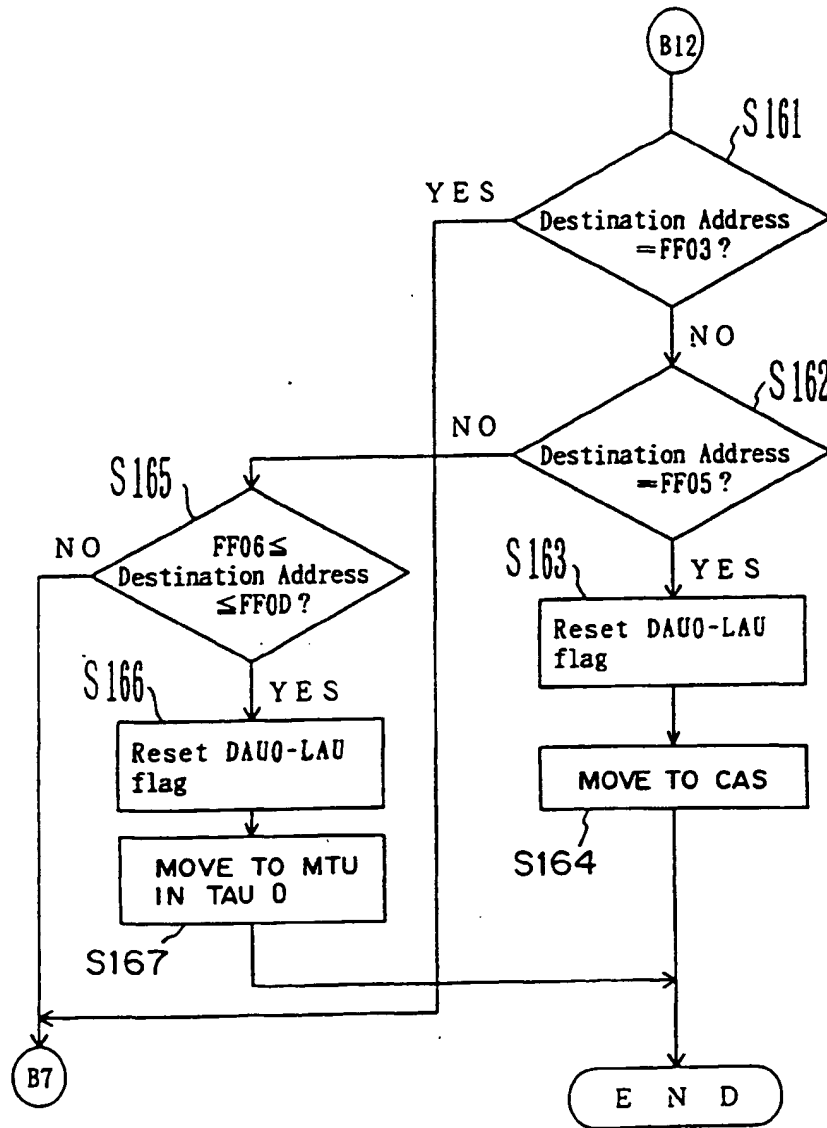 B12
S161
YES
Destination Address
=FF03?
NO
S162
NO
Destination Address
=FF05?
S165
NO
FF06≦
Destination Address
≦FF0D?
YES
S163
Reset DAU0-LAU
flag
YES
S166
Reset DAU0-LAU
flag
MOVE TO CAS
S164
MOVE TO MTU
IN TAU 0
S167
B7
E N D